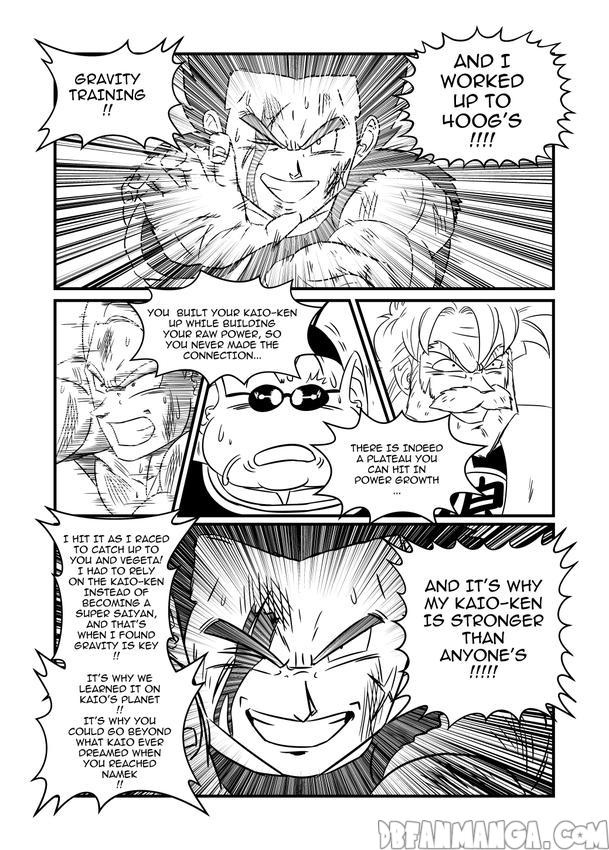 GRAVITY
TRAINING
!!
AND I
WORKED
UP TO
400G'S
!!!!
YOU BUILT YOUR KAIO-KEN
UP WHILE BUILDING
YOUR RAW POWER, SO
YOU NEVER MADE THE
CONNECTION...
THERE IS INDEED
A PLATEAU YOU
CAN HIT IN
POWER GROWTH
...
I HIT IT AS I RACED
TO CATCH UP TO
YOU AND VEGETA!
I HAD TO RELY
ON THE KAIO-KEN
INSTEAD OF
BECOMING A
SUPER SAIYAN,
AND THAT'S
WHEN I FOUND
GRAVITY IS KEY
!!
IT'S WHY WE
LEARNED IT ON
KAIO'S PLANET
!!
IT'S WHY YOU
COULD GO BEYOND
WHAT KAIO EVER
DREAMED WHEN
YOU REACHED
NAMEK
!!
AND IT'S WHY
MY KAIO-KEN
IS STRONGER
THAN
ANYONE'S
!!!!!
DBFANMANGA.COM